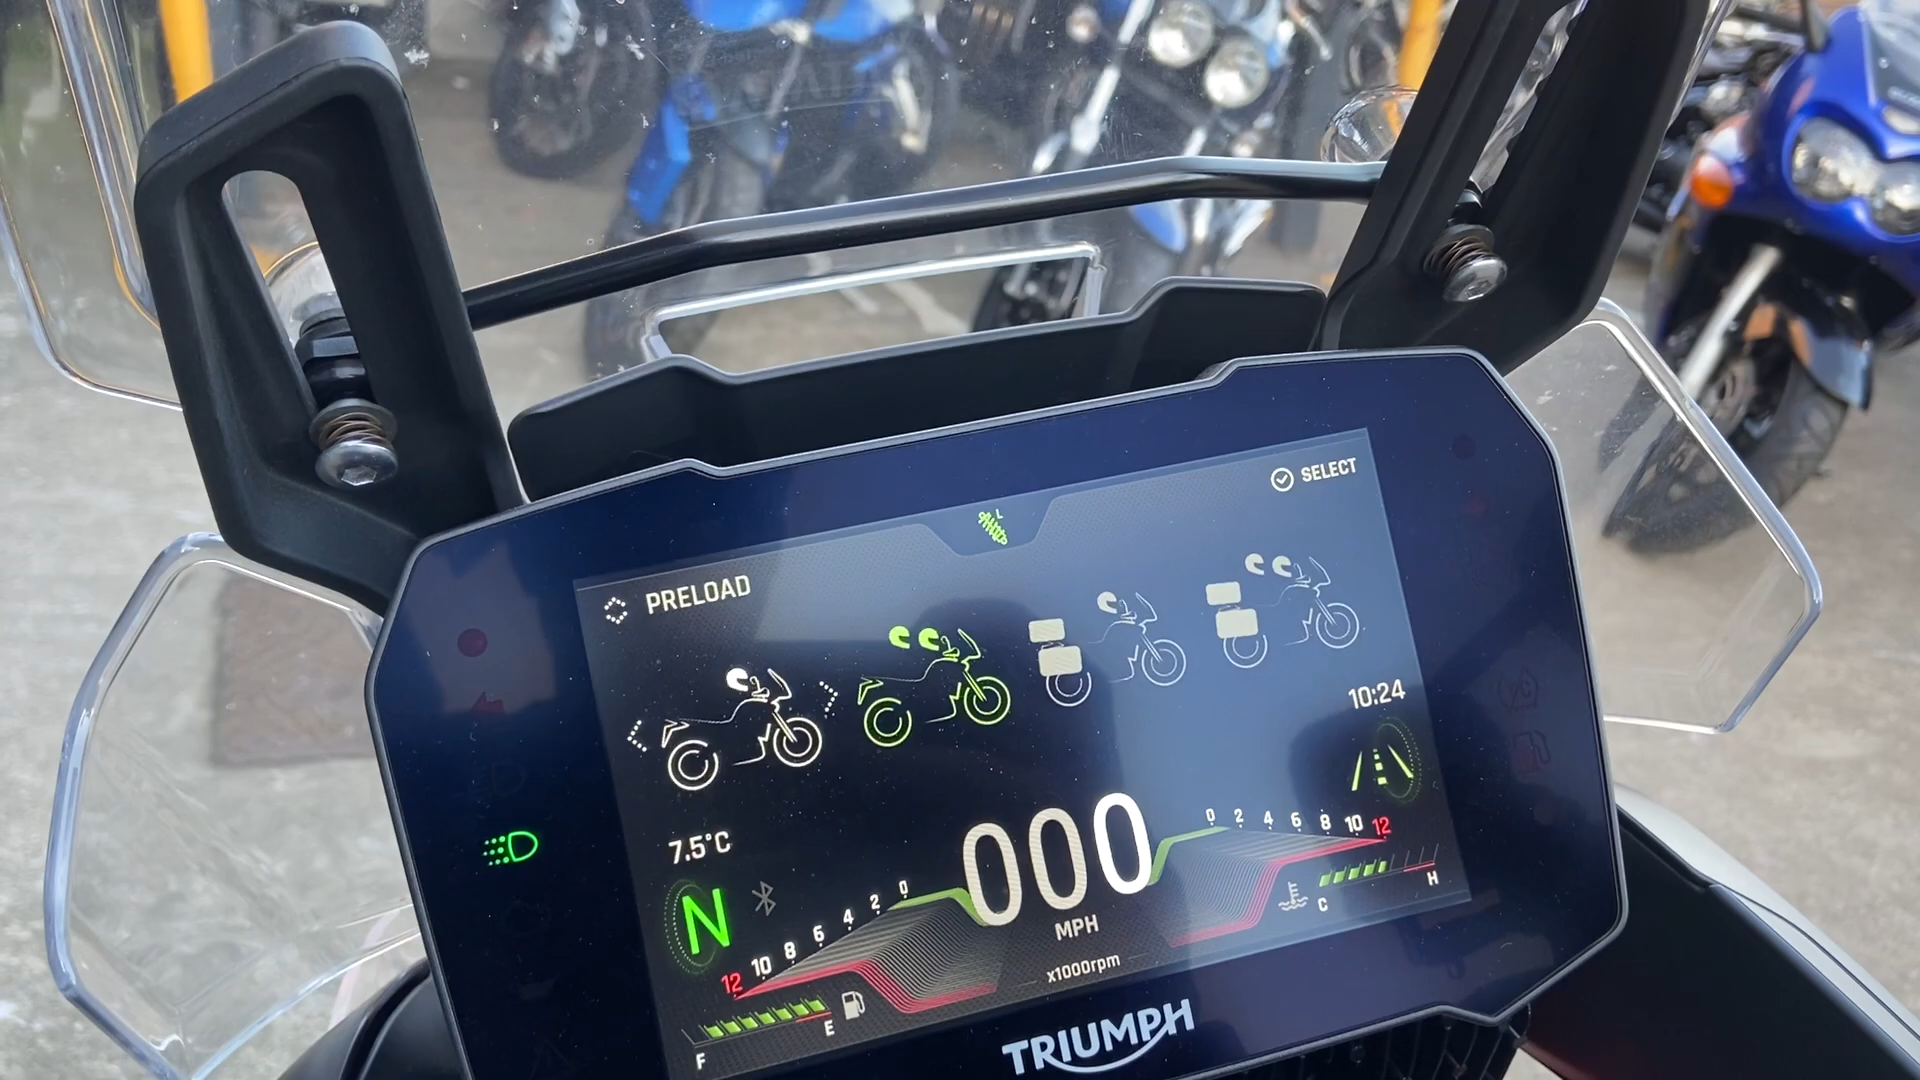 SELECT
L
PRELOAD
10:24
7.5°C
N
000
MPH
x1000rpm
0 2 4 6 8 10 12
12 10 8 6 4 2 0
F E
C H
TRIUMPH